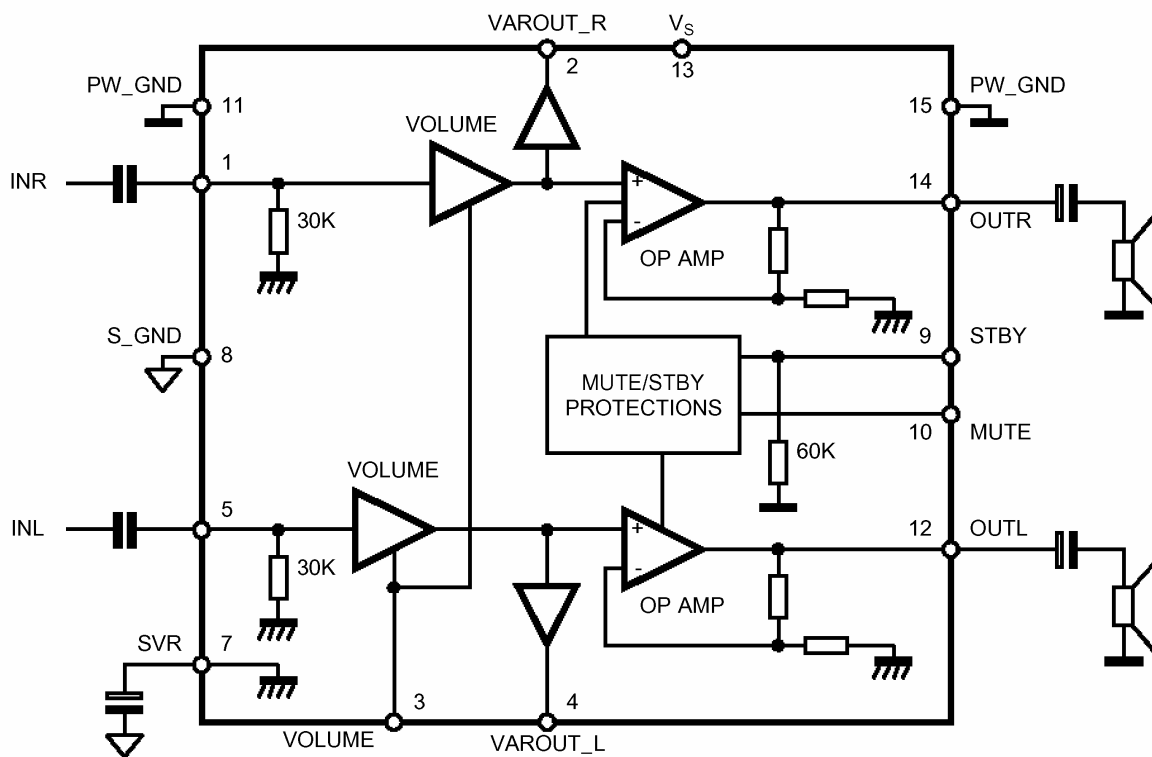 VAROUT_R
VS
2
13
PW_GND
11
15
PW_GND
VOLUME
1
INR
30K
+
-
OP AMP
14
OUTR
S_GND
8
9
STBY
MUTE/STBY
PROTECTIONS
10
MUTE
60K
VOLUME
5
INL
30K
+
-
OP AMP
12
OUTL
SVR
7
3
4
VOLUME
VAROUT_L